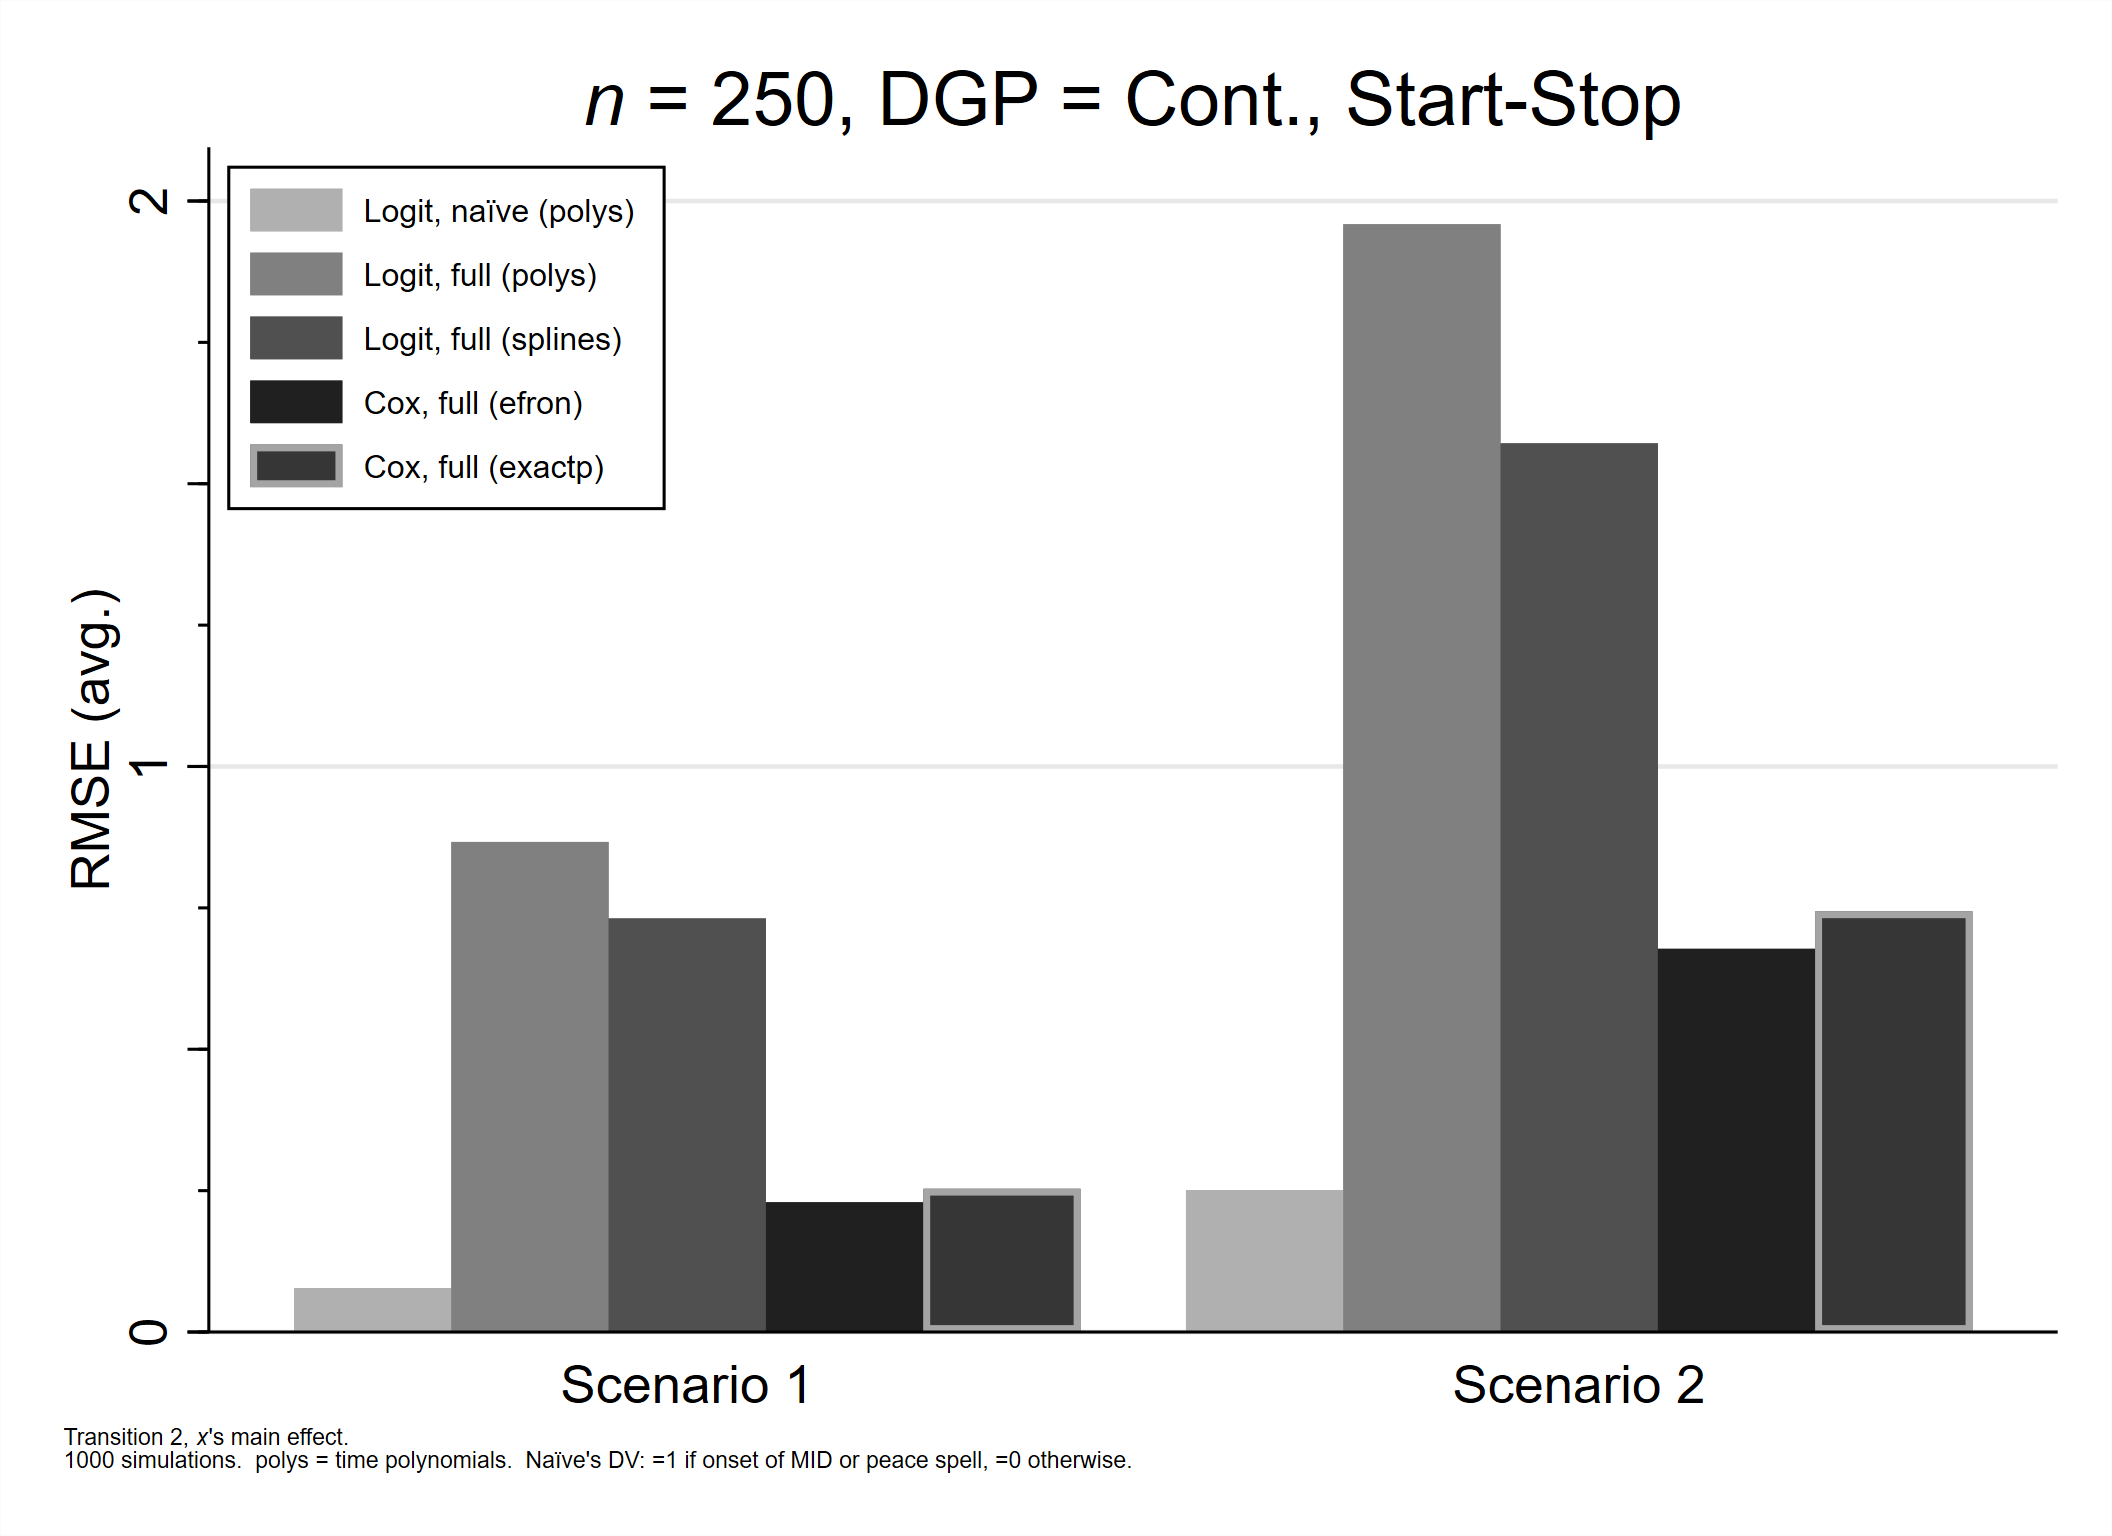 n = 250, DGP = Cont., Start-Stop
2
Logit, naïve (polys)
Logit, full (polys)
Logit, full (splines)
Cox, full (efron)
Cox, full (exactp)
RMSE (avg.)
1
0
Scenario 1
Scenario 2
Transition 2, x's main effect.
1000 simulations.  polys = time polynomials.  Naïve's DV: =1 if onset of MID or peace spell, =0 otherwise.